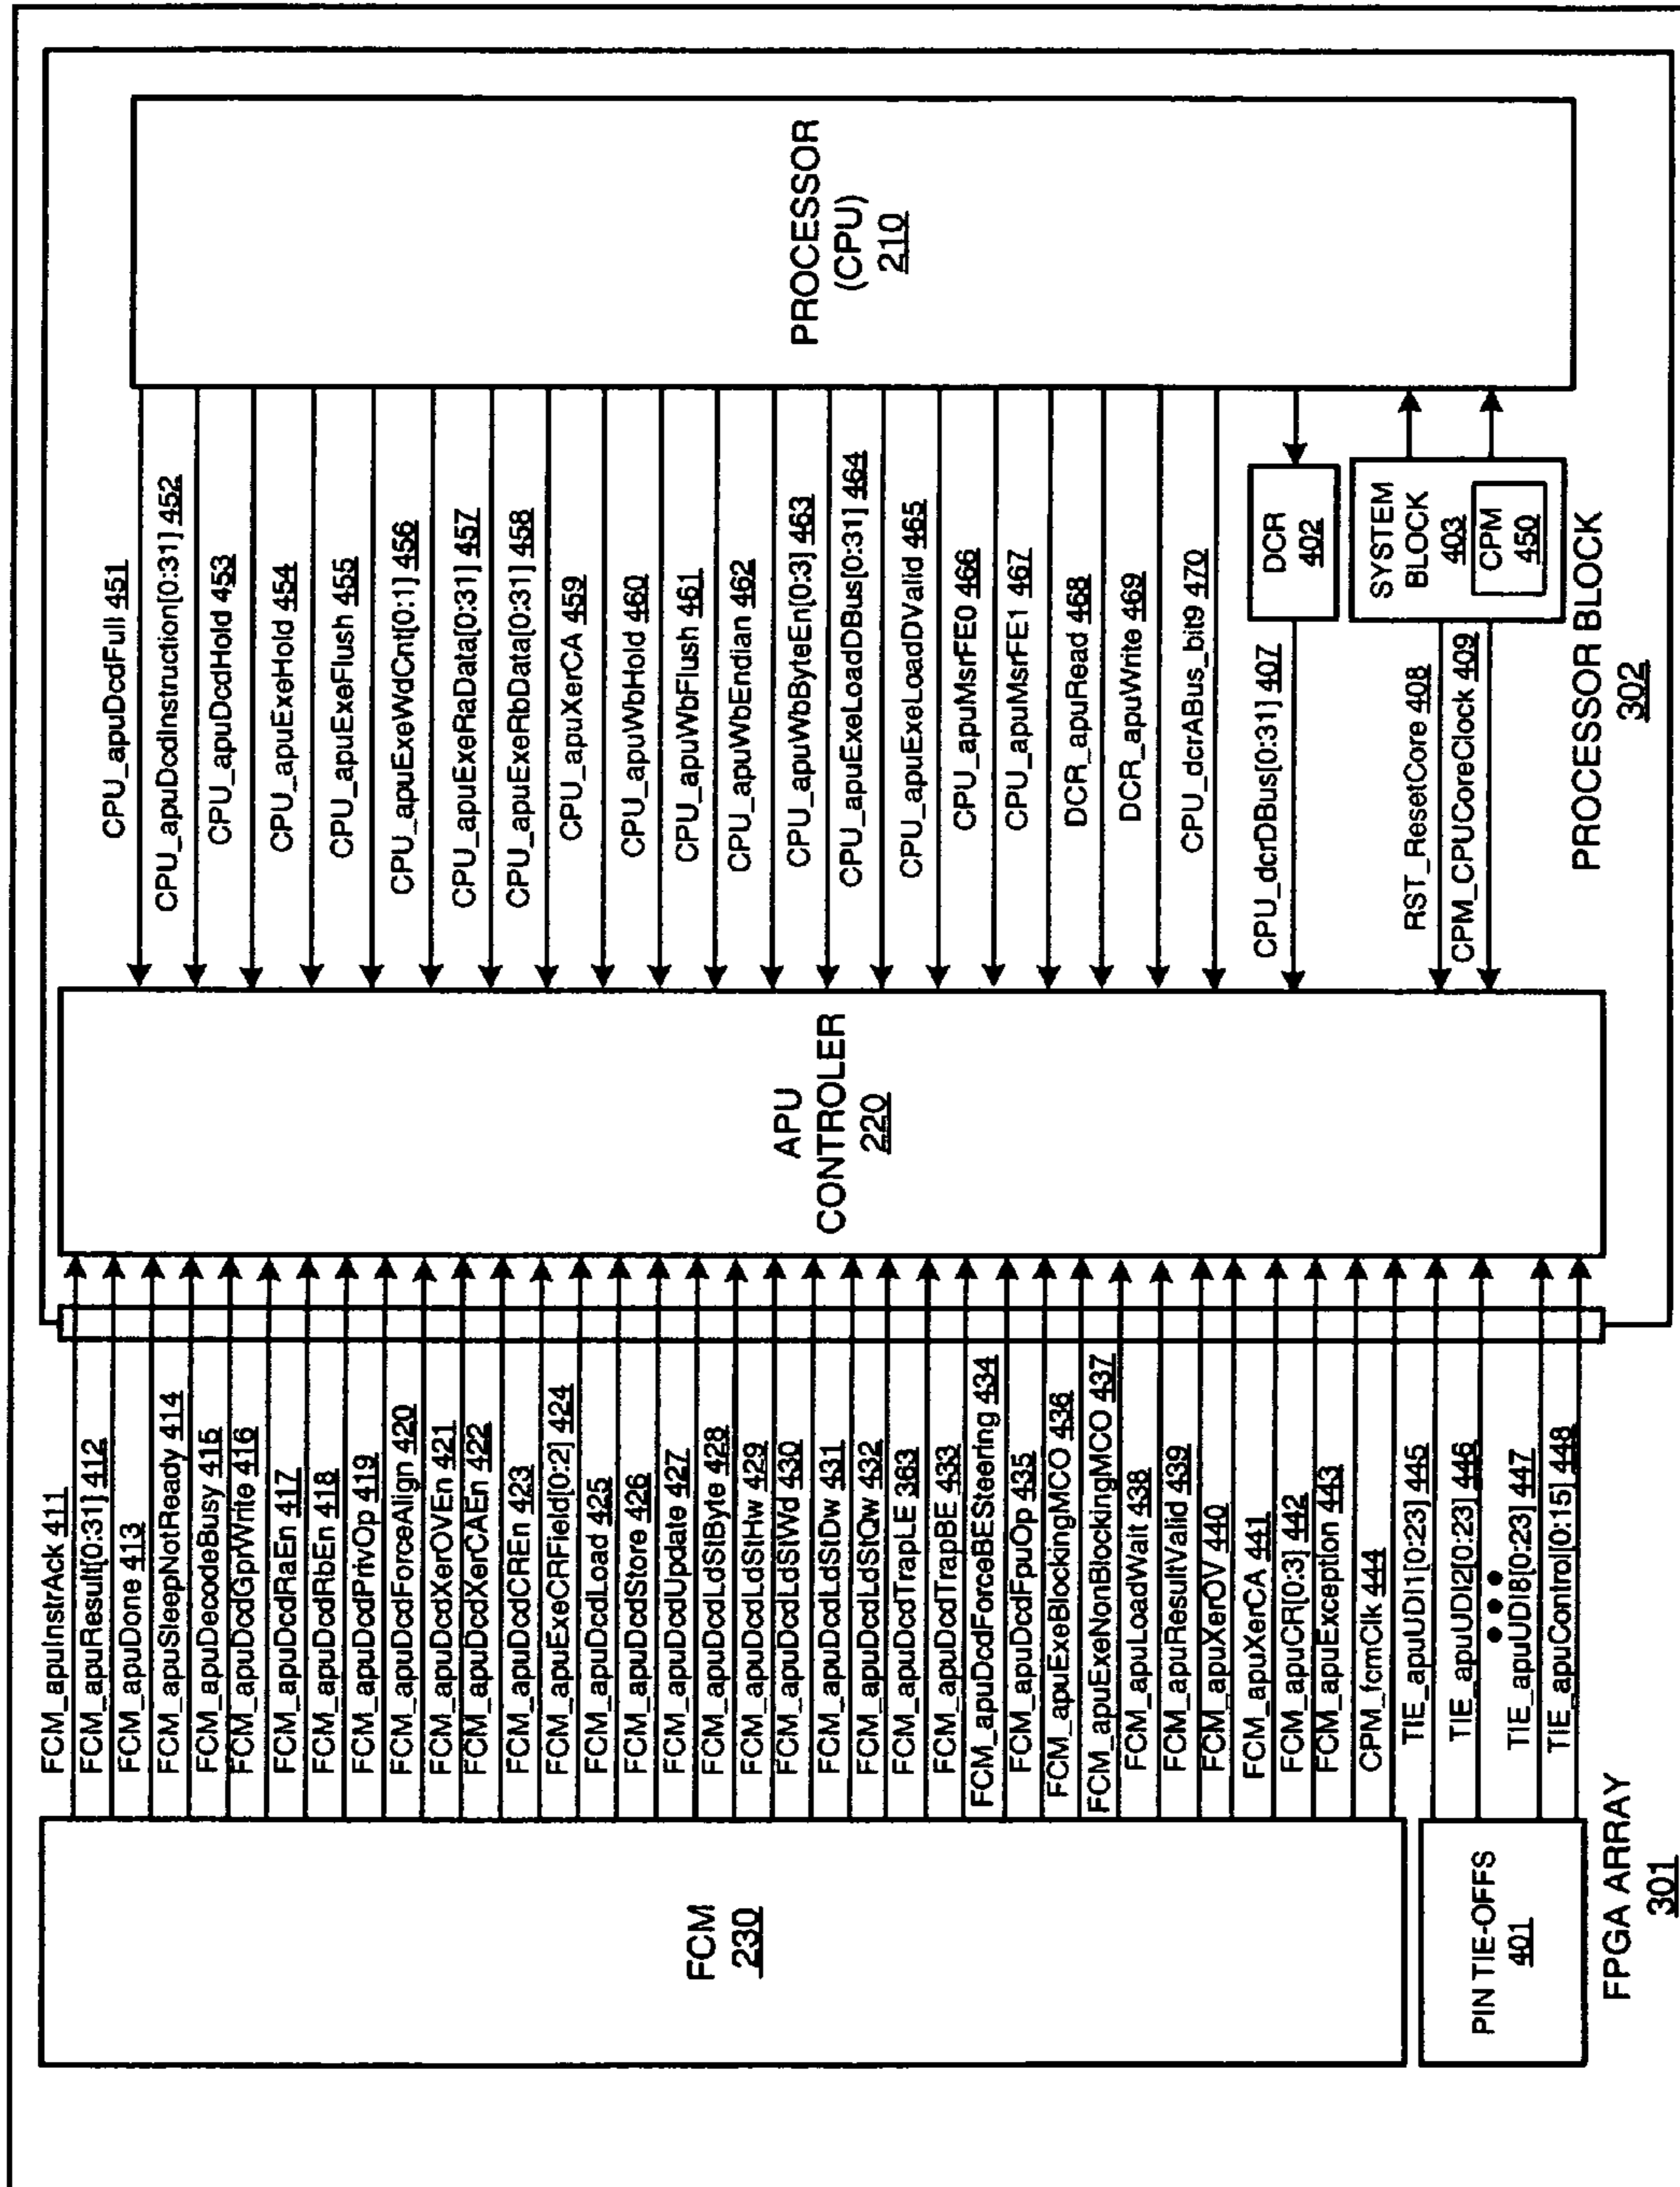 FCM
230
PIN TIE-OFFS
401
FPGA ARRAY
301
FCM_apuInstrAck 411
FCM_apuResult[0:31] 412
FCM_apuDone 413
FCM_apuSleepNotReady 414
FCM_apuDecodeBusy 415
FCM_apuDcdGprWrite 416
FCM_apuDcdRaEn 417
FCM_apuDcdRbEn 418
FCM_apuDcdPrivOp 419
FCM_apuDcdForceAlign 420
FCM_apuDcdXerOVEn 421
FCM_apuDcdXerCAEn 422
FCM_apuDcdCREn 423
FCM_apuExeCRField[0:2] 424
FCM_apuDcdLoad 425
FCM_apuDcdStore 426
FCM_apuDcdUpdate 427
FCM_apuDcdLdStByte 428
FCM_apuDcdLdStHw 429
FCM_apuDcdLdStWd 430
FCM_apuDcdLdStDw 431
FCM_apuDcdLdStQw 432
FCM_apuDcdTrapLE 363
FCM_apuDcdTrapBE 433
FCM_apuDcdForceBESteering 434
FCM_apuDcdFpuOp 435
FCM_apuExeBlockingMCO 436
FCM_apuExeNonBlockingMCO 437
FCM_apuLoadWait 438
FCM_apuResultValid 439
FCM_apuXerOV 440
FCM_apuXerCA 441
FCM_apuCR[0:3] 442
FCM_apuException 443
CPM_fcmClk 444
TIE_apuUDI1[0:23] 445
TIE_apuUDI2[0:23] 446
TIE_apuUDI8[0:23] 447
TIE_apuControl[0:15] 448
APU
CONTROLER
220
CPU_apuDcdFull 451
CPU_apuDcdInstruction[0:31] 452
CPU_apuDcdHold 453
CPU_apuExeHold 454
CPU_apuExeFlush 455
CPU_apuExeWdCnt[0:1] 456
CPU_apuExeRaData[0:31] 457
CPU_apuExeRbData[0:31] 458
CPU_apuXerCA 459
CPU_apuWbHold 460
CPU_apuWbFlush 461
CPU_apuWbEndian 462
CPU_apuWbByteEn[0:3] 463
CPU_apuExeLoadDBus[0:31] 464
CPU_apuExeLoadDValid 465
CPU_apuMsrFE0 466
CPU_apuMsrFE1 467
DCR_apuRead 468
DCR_apuWrite 469
CPU_dcrABus_bit9 470
CPU_dcrDBus[0:31] 407
RST_ResetCore 408
CPM_CPUCoreClock 409
DCR
402
SYSTEM
BLOCK
403
CPM
450
PROCESSOR
(CPU)
210
PROCESSOR BLOCK
302